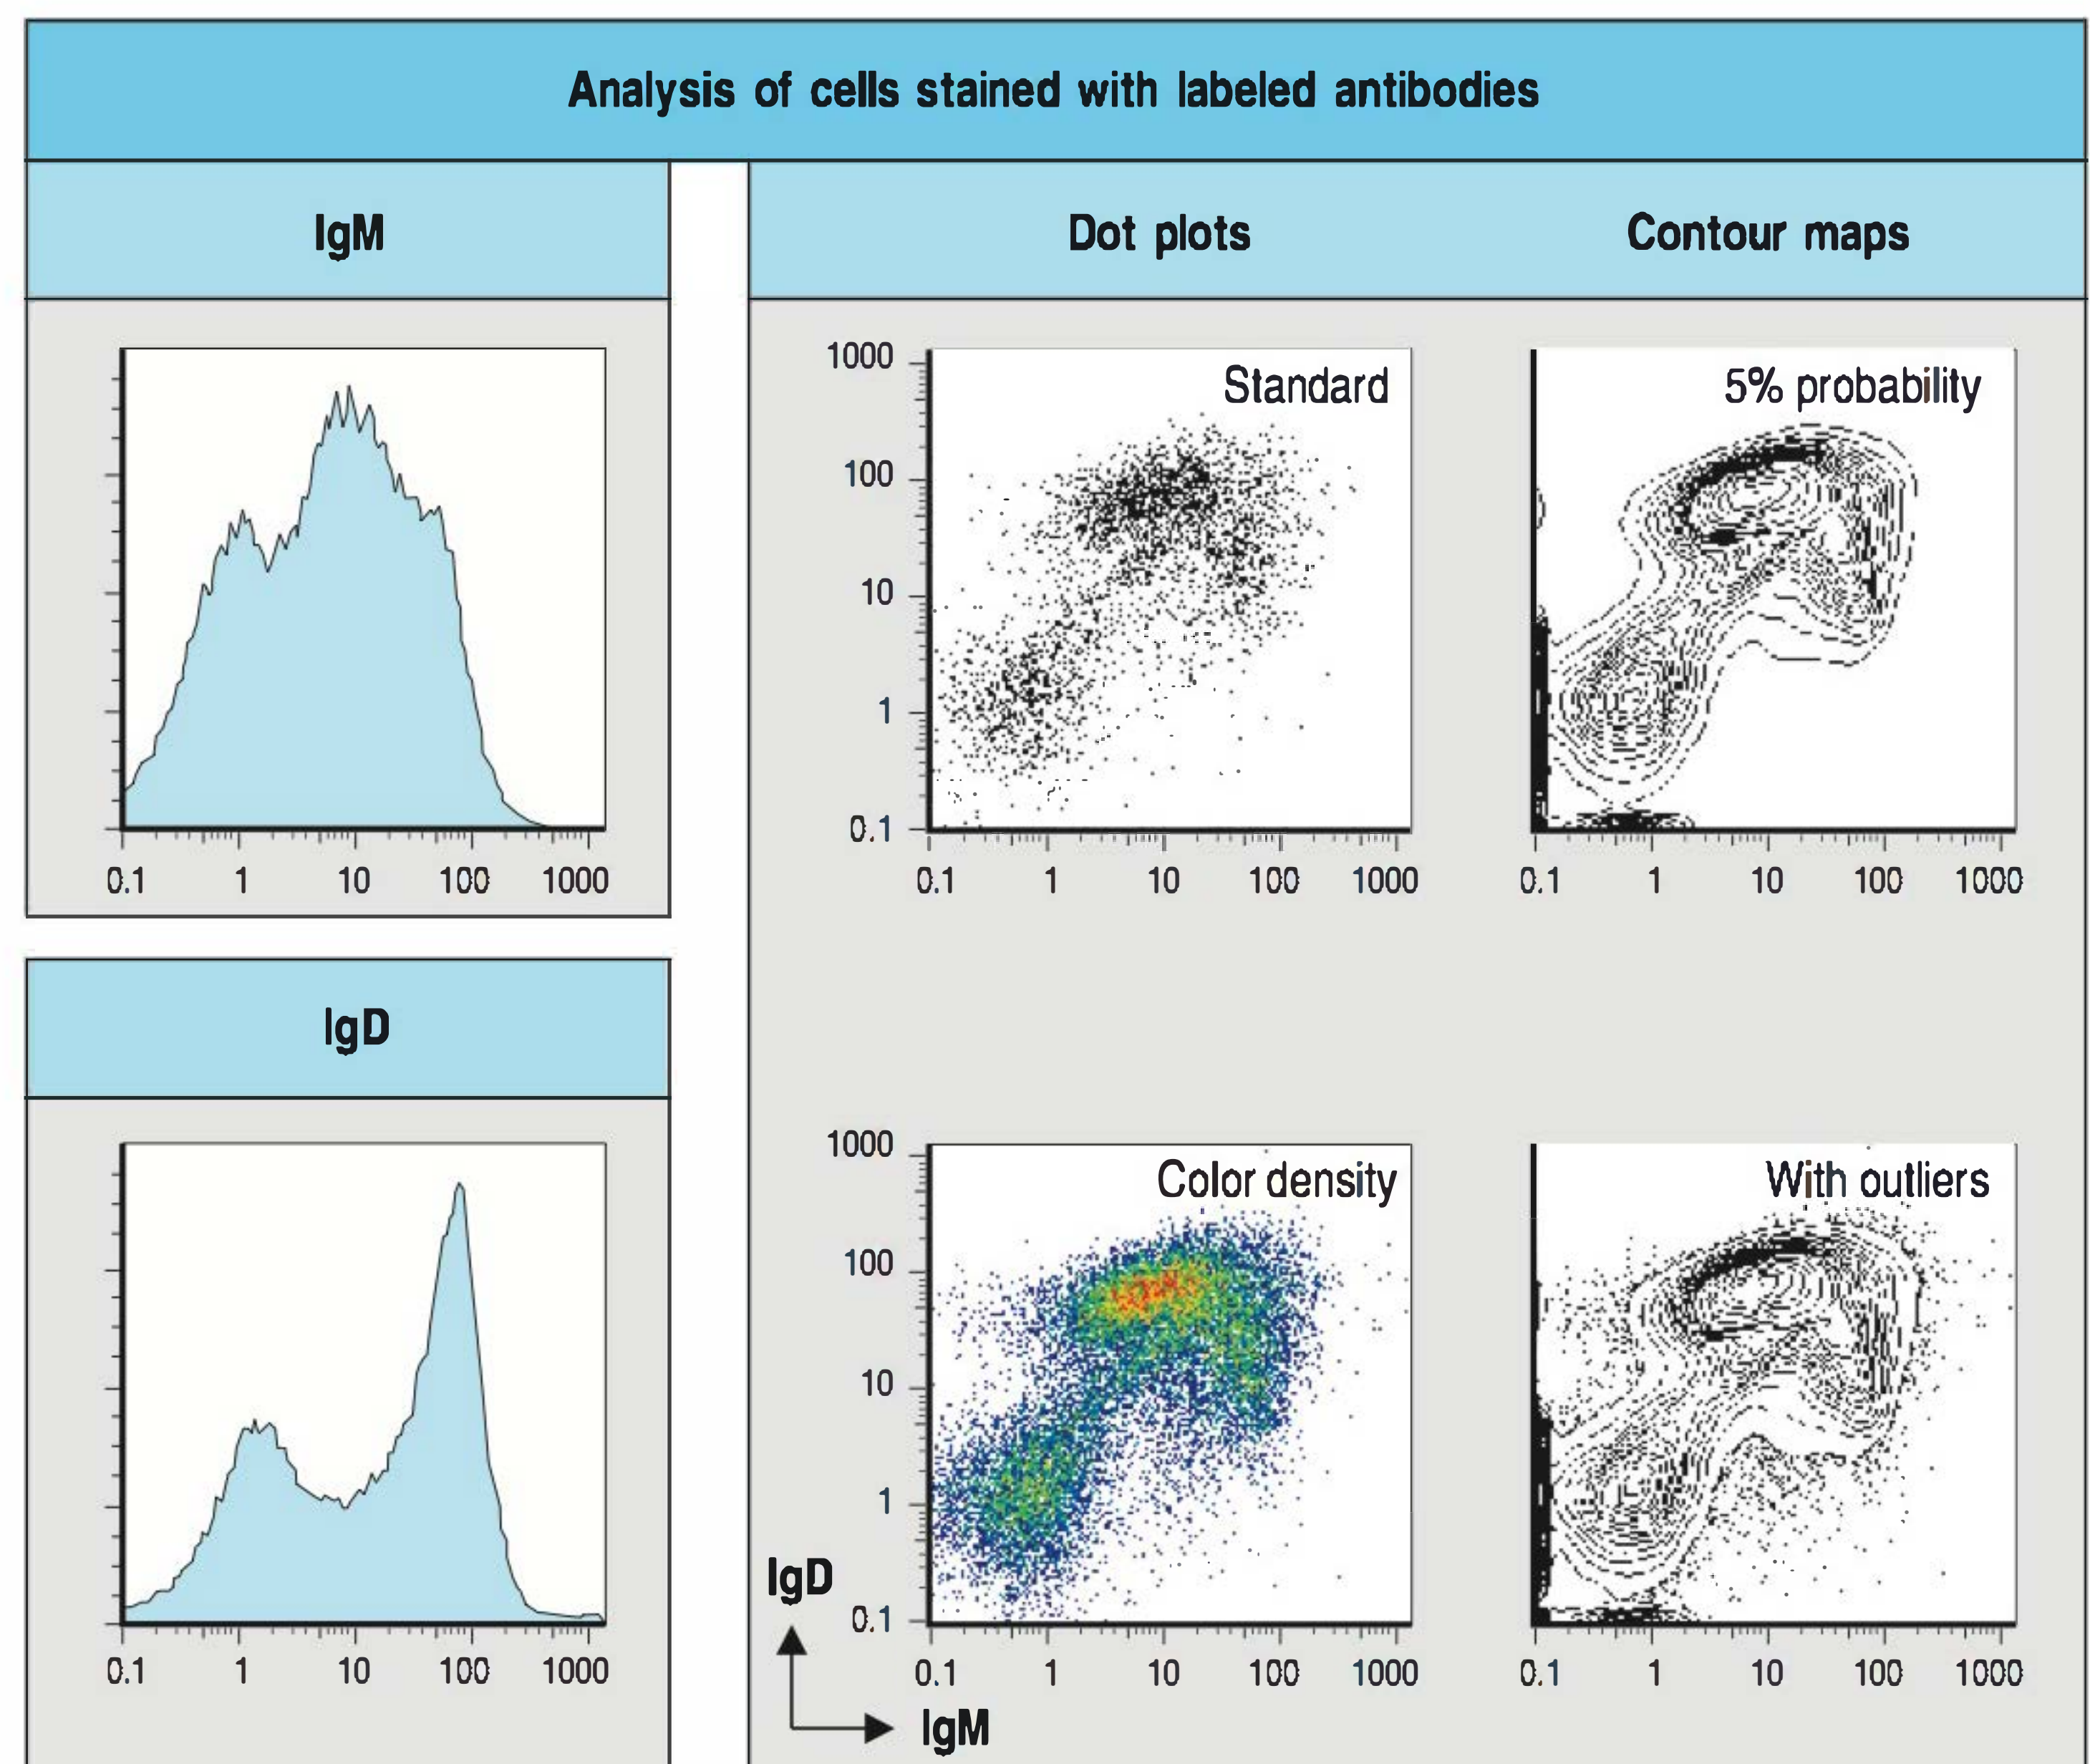 Analysis of cells stained with labeled antibodies
IgM
Dot plots
Contour maps
0.1 1 10 100 1000
1000
100
10
1
0.1
Standard
0.1 1 10 100 1000
5% probability
0.1 1 10 100 1000
IgD
0.1 1 10 100 1000
1000
100
10
1
0.1
Color density
0.1 1 10 100 1000
IgD
IgM
With outliers
0.1 1 10 100 1000